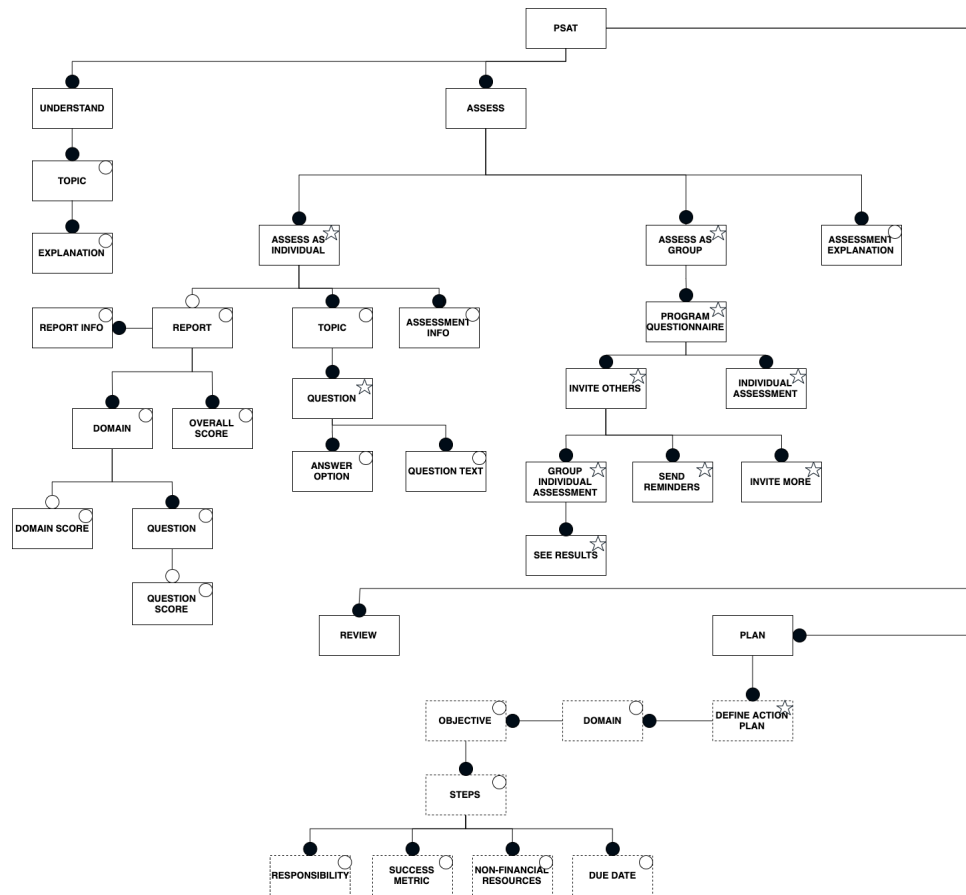 PSAT
UNDERSTAND
ASSESS
TOPIC
EXPLANATION
ASSESS AS
INDIVIDUAL
ASSESS AS
GROUP
ASSESSMENT
EXPLANATION
REPORT INFO
REPORT
TOPIC
ASSESSMENT
INFO
PROGRAM
QUESTIONNAIRE
INVITE OTHERS
INDIVIDUAL
ASSESSMENT
DOMAIN
OVERALL
SCORE
QUESTION
ANSWER
OPTION
QUESTION TEXT
GROUP
INDIVIDUAL
ASSESSMENT
SEND
REMINDERS
INVITE MORE
DOMAIN SCORE
QUESTION
SEE RESULTS
QUESTION
SCORE
REVIEW
PLAN
OBJECTIVE
DOMAIN
DEFINE ACTION
PLAN
STEPS
RESPONSIBILITY
SUCCESS
METRIC
NON-FINANCIAL
RESOURCES
DUE DATE